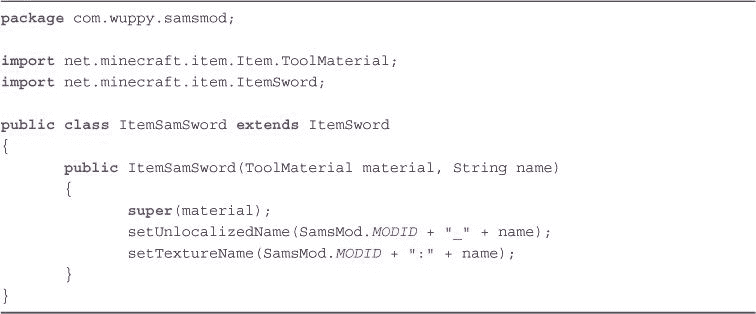 package com.wuppy.samsmod;
import net.minecraft.item.Item.ToolMaterial;
import net.minecraft.item.ItemSword;
public class ItemSamSword extends ItemSword
{
public ItemSamSword(ToolMaterial material, String name)
{
super(material);
setUnlocalizedName(SamsMod.MODID + "_" + name);
setTextureName(SamsMod.MODID + ":" + name);
}
}